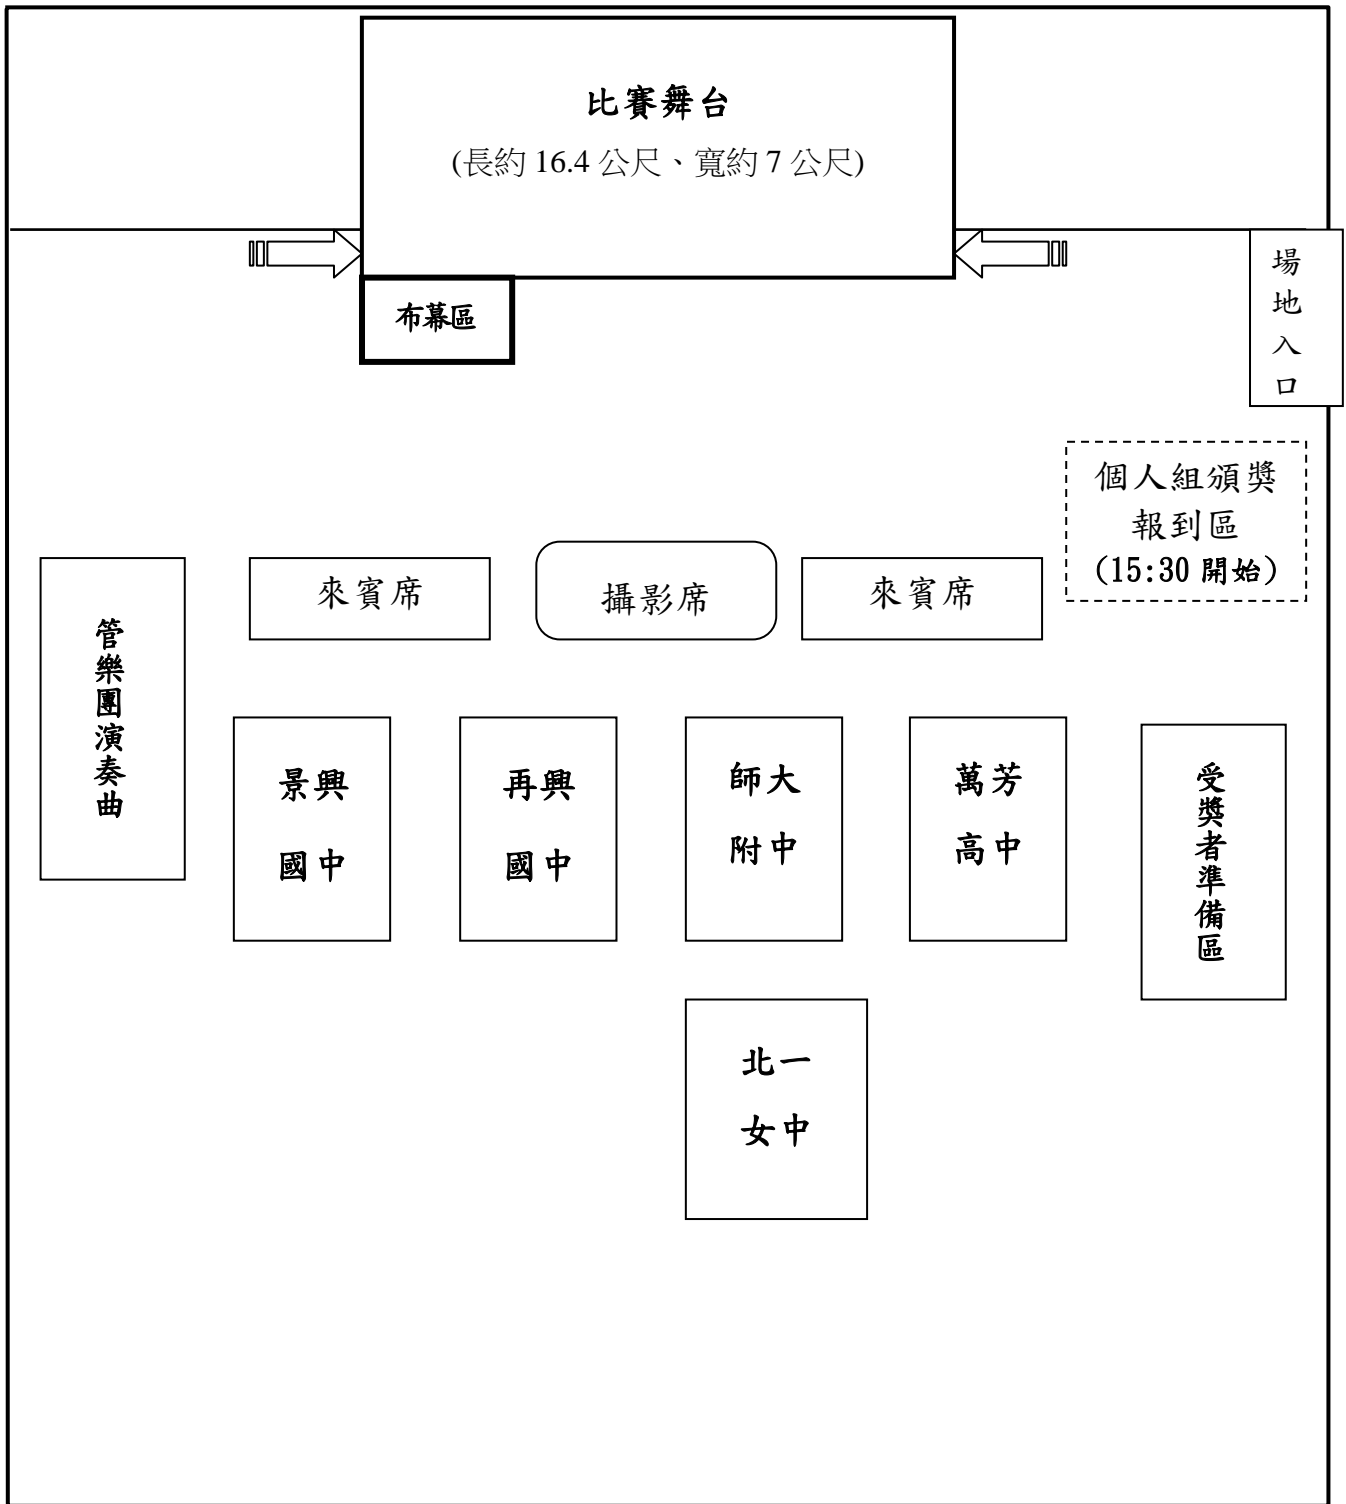 比賽舞台
(長約 16.4 公尺、寬約 7 公尺)
場地入口
布幕區
個人組頒獎
報到區
(15:30 開始)
來賓席
攝影席
來賓席
管樂團演奏曲
景興
國中
再興
國中
師大
附中
萬芳
高中
受獎者準備區
北一
女中